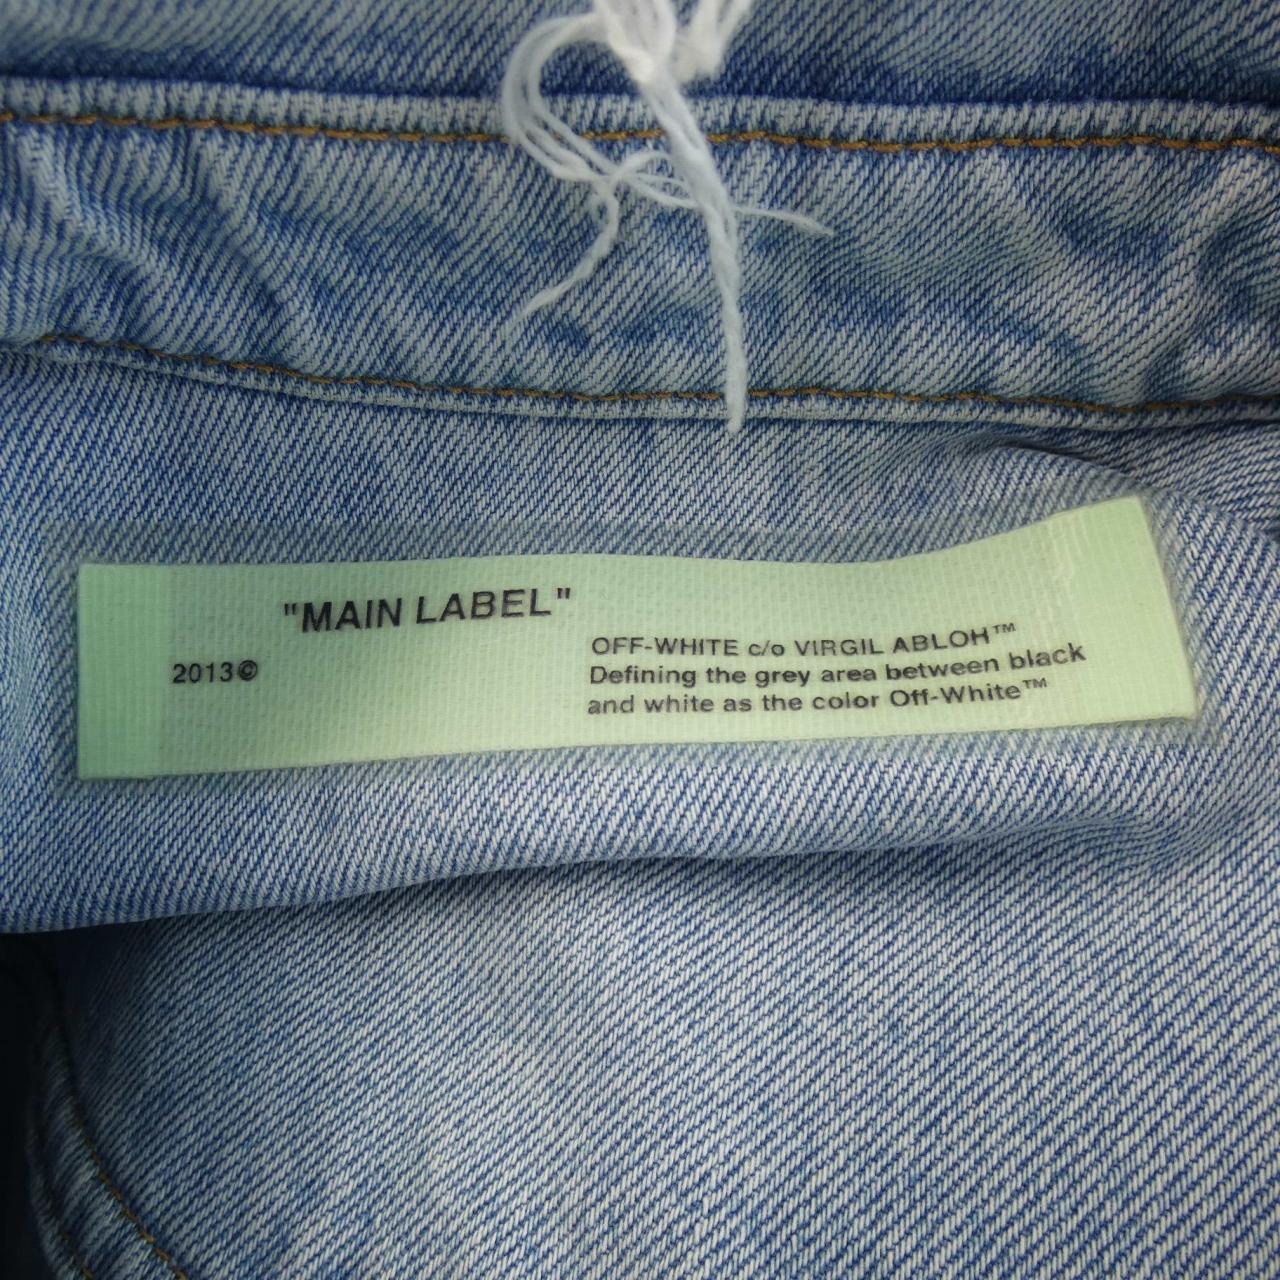 "MAIN LABEL"
2013©
OFF-WHITE c/o VIRGIL ABLOH™
Defining the grey area between black
and white as the color Off-White™